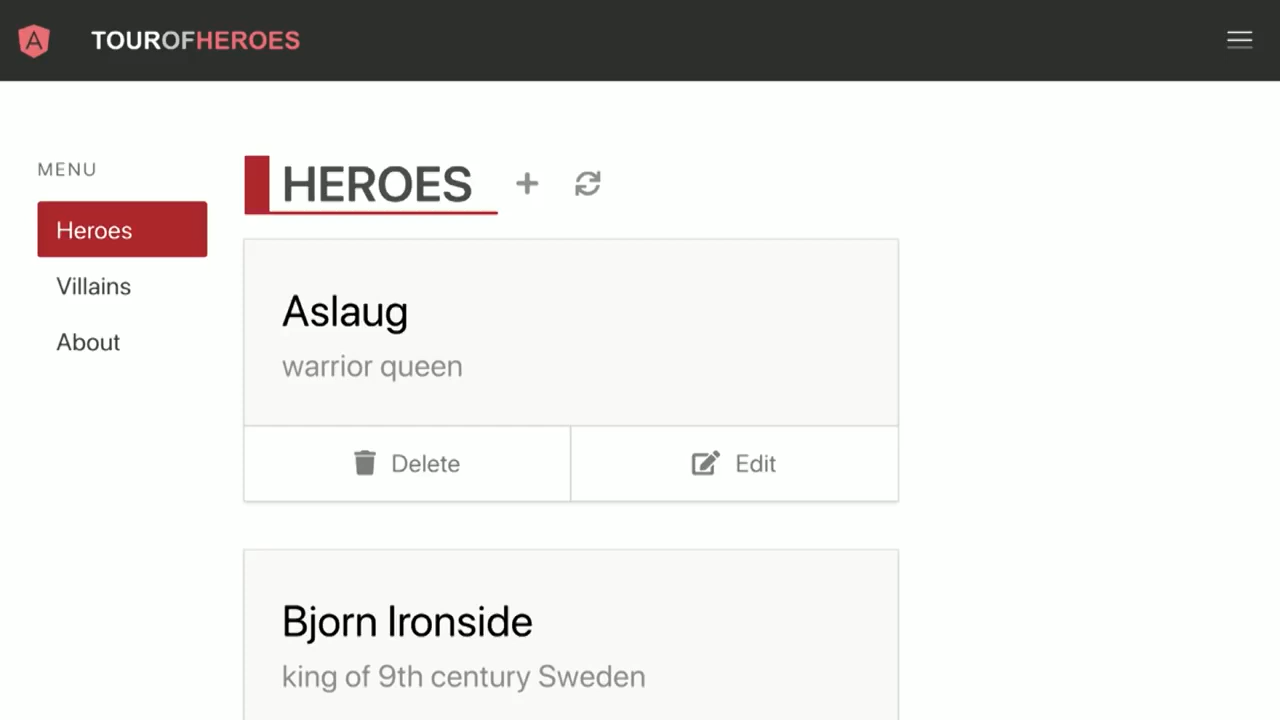 TOUROFHEROES
MENU
Heroes
Villains
About
HEROES
Aslaug
warrior queen
Delete
Edit
Bjorn Ironside
king of 9th century Sweden